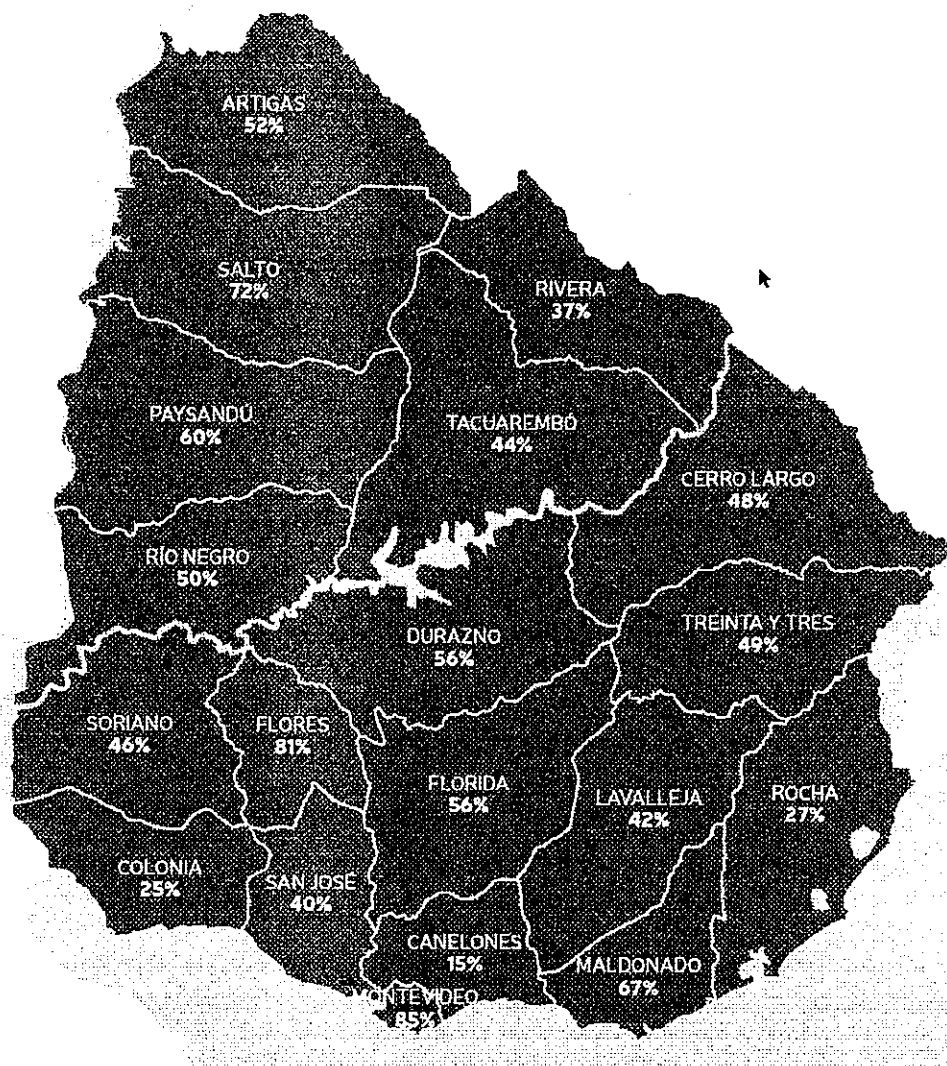 ARTIGAS
52%
SALTO
72%
RIVERA
37%
PAYSANDÚ
60%
TACUAREMBÓ
44%
CERRO LARGO
48%
RÍO NEGRO
50%
DURAZNO
56%
TREINTA Y TRES
49%
SORIANO
46%
FLORES
81%
FLORIDA
56%
LAVALLEJA
42%
ROCHA
27%
COLONIA
25%
SAN JOSÉ
40%
CANELONES
15%
MALDONADO
67%
MONTEVIDEO
85%